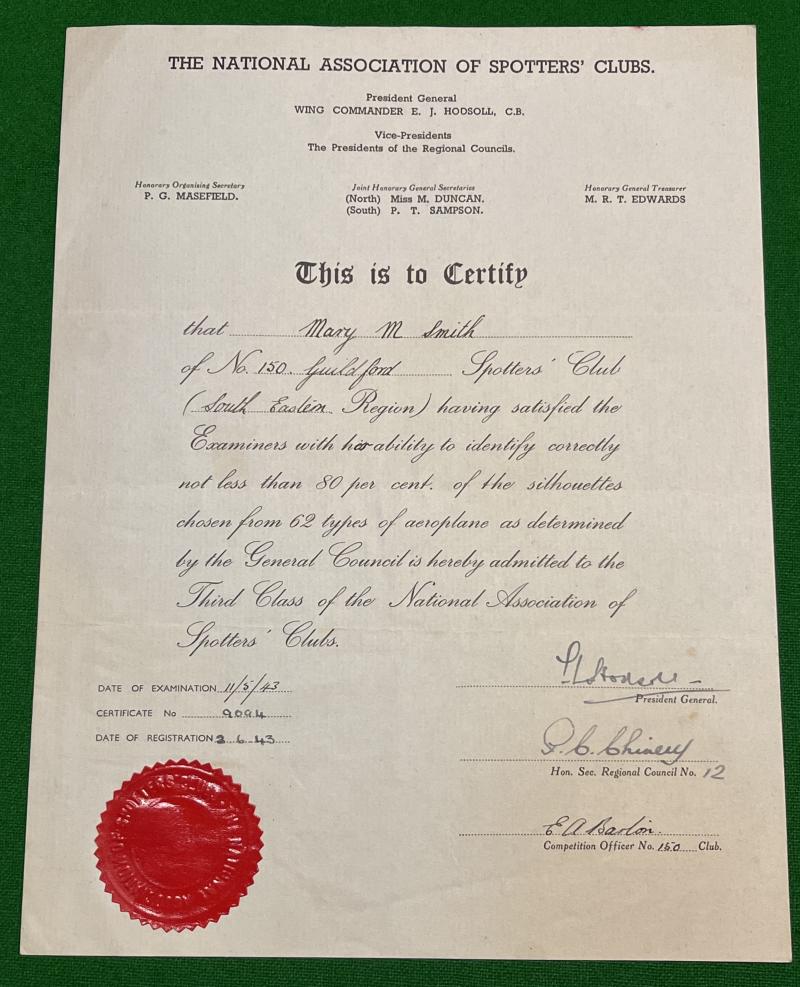 THE NATIONAL ASSOCIATION OF SPOTTERS' CLUBS.
President General
WING COMMANDER E. J. HODSOLL, C.B.
Vice-Presidents
The Presidents of the Regional Councils.
Honorary Organising Secretary
P. G. MASEFIELD.
Joint Honorary General Secretaries
(North) Miss M. DUNCAN.
(South) P. T. SAMPSON.
Honorary General Treasurer
M. R. T. EDWARDS
This is to Certify
that Mary M Smith
of No. 150. Guildford Spotters' Club
(South Eastern Region) having satisfied the
Examiners with her ability to identify correctly
not less than 80 per cent. of the silhouettes
chosen from 62 types of aeroplane as determined
by the General Council is hereby admitted to the
Third Class of the National Association of
Spotters' Clubs.
DATE OF EXAMINATION 11/5/43
CERTIFICATE No 9094
DATE OF REGISTRATION 2.6.43
Hodsoll
President General.
Hon. Sec. Regional Council No. 12
E A Barton.
Competition Officer No. 150 Club.